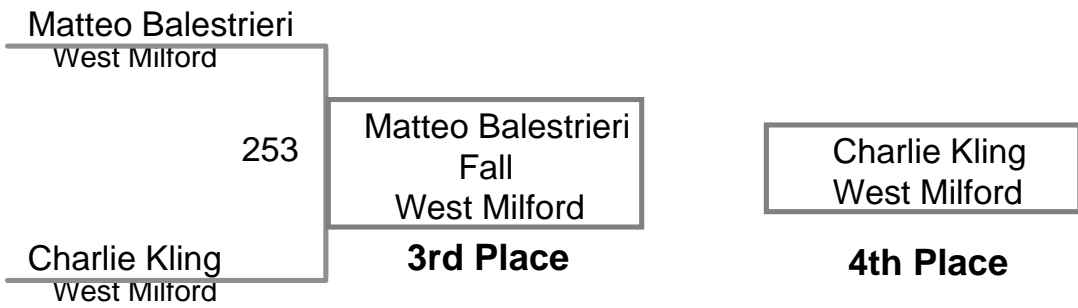 Matteo Balestrieri
West Milford
253
Matteo Balestrieri
Fall
West Milford
3rd Place
Charlie Kling
West Milford
Charlie Kling
West Milford
4th Place